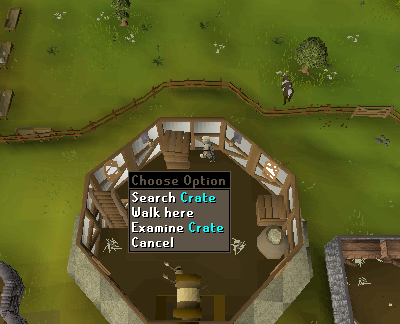 Choose Option
Search Crate
Walk here
Examine Crate
Cancel